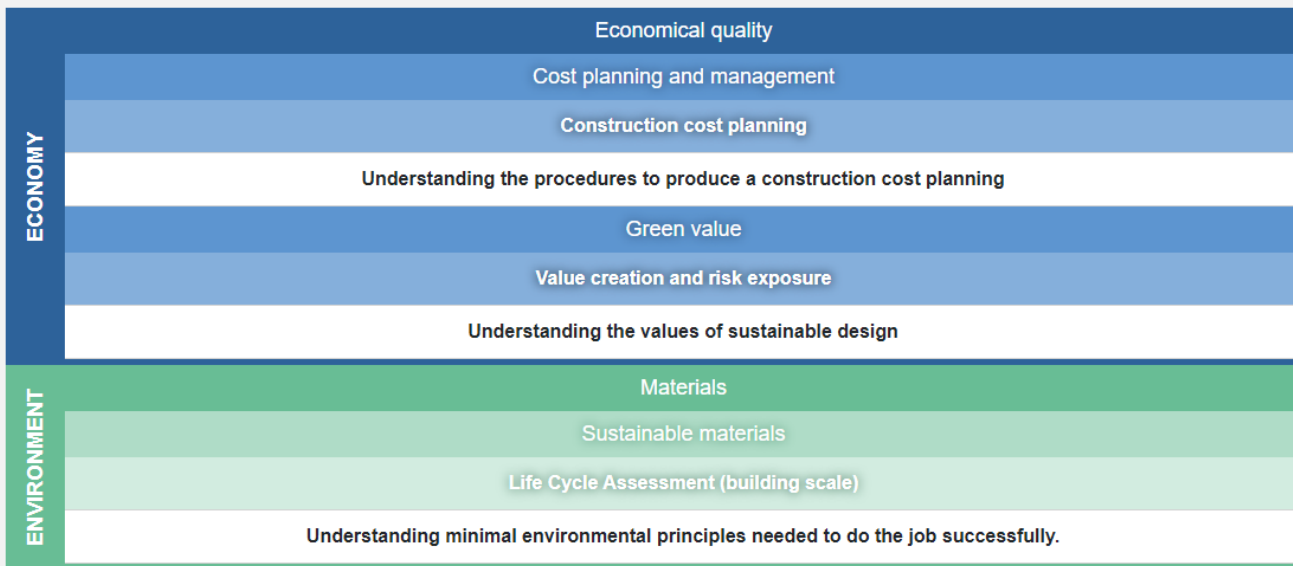 ECONOMY
Economical quality
Cost planning and management
Construction cost planning
Understanding the procedures to produce a construction cost planning
Green value
Value creation and risk exposure
Understanding the values of sustainable design
ENVIRONMENT
Materials
Sustainable materials
Life Cycle Assessment (building scale)
Understanding minimal environmental principles needed to do the job successfully.